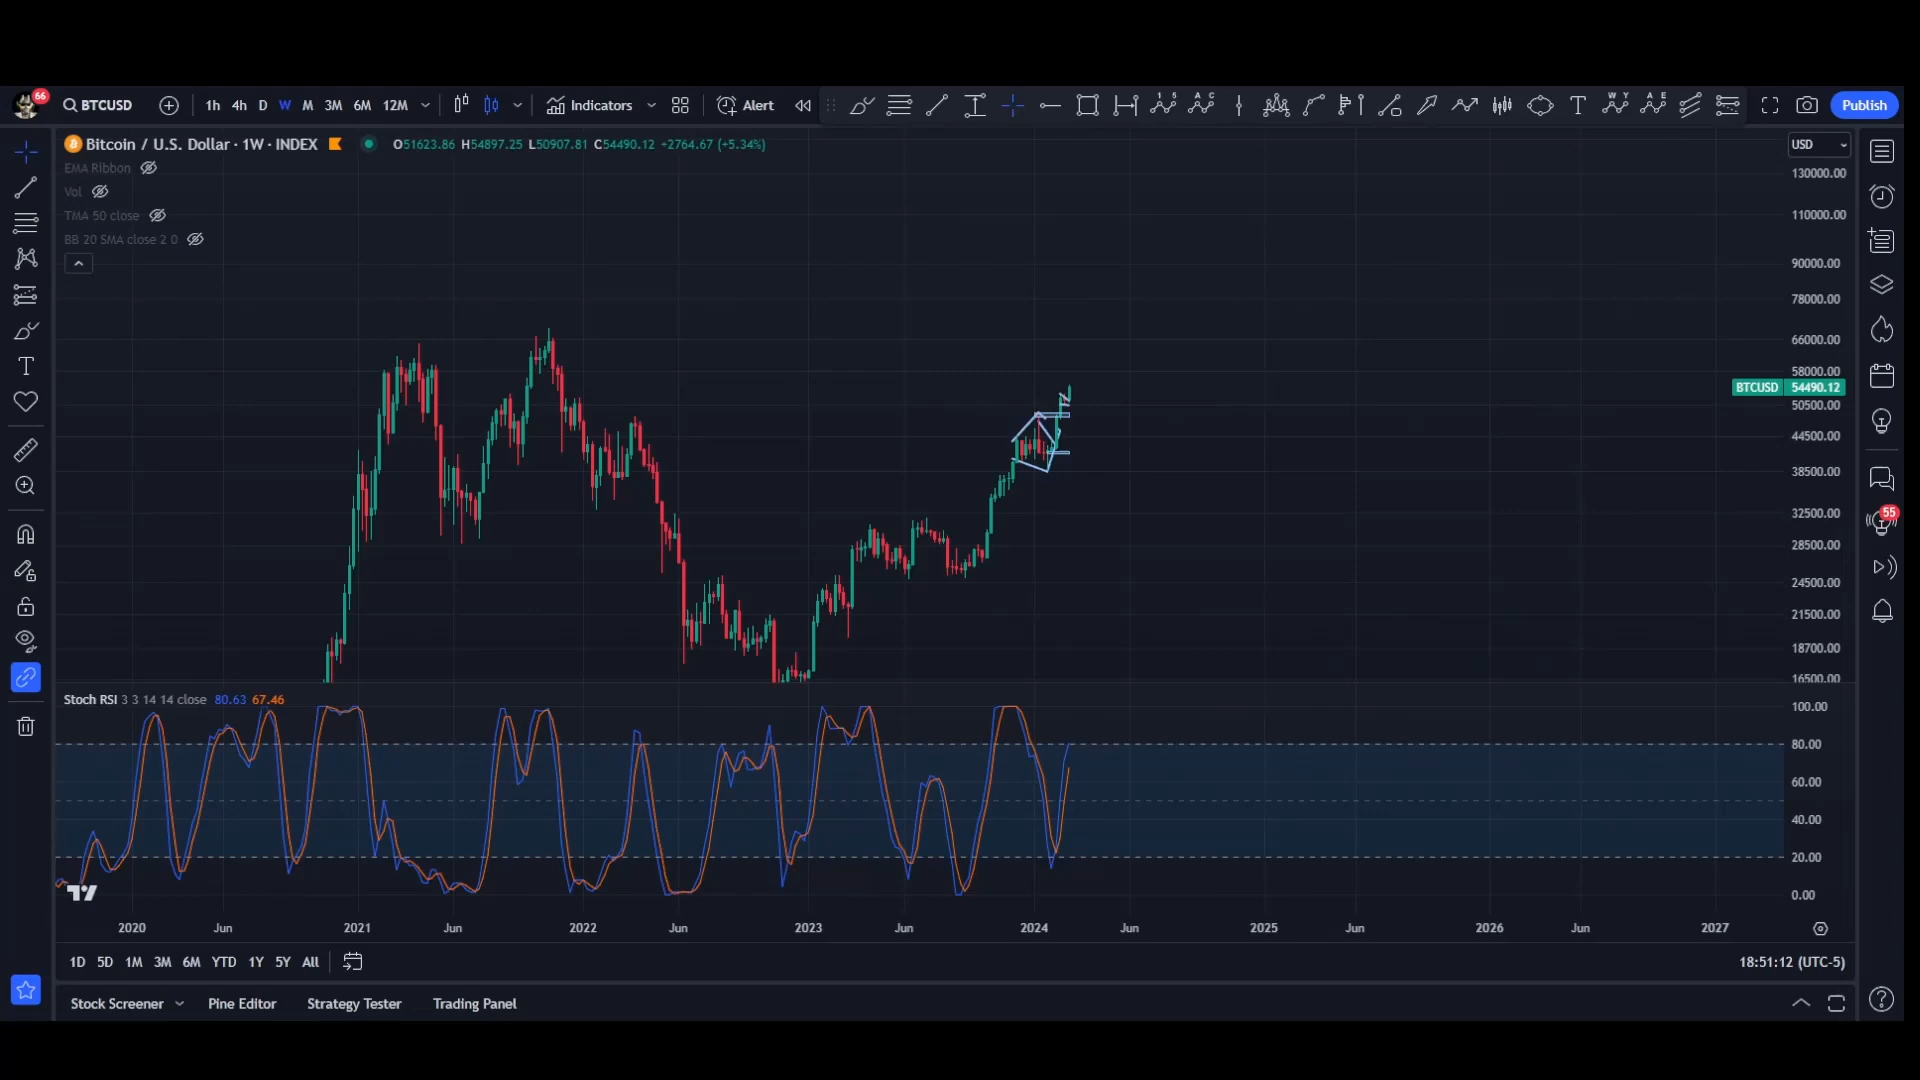 66 BTCUSD 1h 4h D W M 3M 6M 12M Indicators Alert Publish
Bitcoin / U.S. Dollar · 1W · INDEX O51623.86 H54897.25 L50907.81 C54490.12 +2764.67 (+5.34%) USD
EMA Ribbon
Vol
TMA 50 close
BB 20 SMA close 2 0
130000.00
110000.00
90000.00
78000.00
66000.00
58000.00
BTCUSD 54490.12
50500.00
44500.00
38500.00
32500.00
55
28500.00
24500.00
21500.00
18700.00
16500.00
Stoch RSI 3 3 14 14 close 80.63 67.46
100.00
80.00
60.00
40.00
20.00
0.00
2020 Jun 2021 Jun 2022 Jun 2023 Jun 2024 Jun 2025 Jun 2026 Jun 2027
1D 5D 1M 3M 6M YTD 1Y 5Y All 18:51:12 (UTC-5)
Stock Screener Pine Editor Strategy Tester Trading Panel